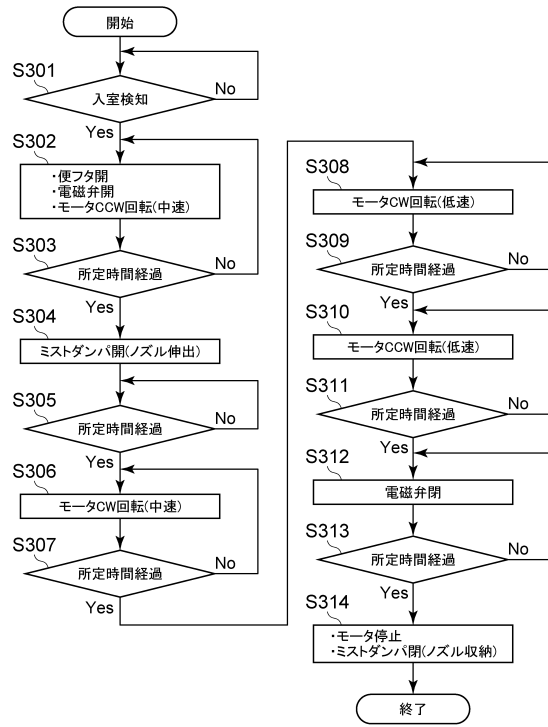 開始
S301
入室検知
No
Yes
S302
・便フタ開
・電磁弁開
・モータCCW回転(中速)
S303
所定時間経過
No
Yes
S304
ミストダンパ開(ノズル伸出)
S305
所定時間経過
No
Yes
S306
モータCW回転(中速)
S307
所定時間経過
No
Yes
S308
モータCW回転(低速)
S309
所定時間経過
No
Yes
S310
モータCCW回転(低速)
S311
所定時間経過
No
Yes
S312
電磁弁閉
S313
所定時間経過
No
Yes
S314
・モータ停止
・ミストダンパ閉(ノズル収納)
終了